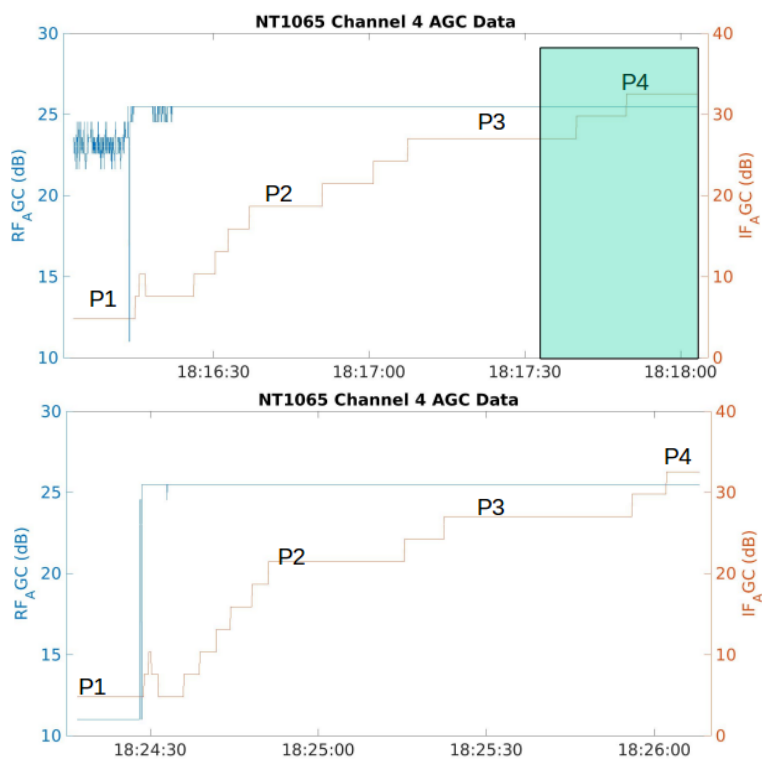 NT1065 Channel 4 AGC Data
30
25
20
15
10
RF_AGC (dB)
40
30
20
10
0
IF_AGC (dB)
P1
P2
P3
P4
18:16:30
18:17:00
18:17:30
18:18:00
NT1065 Channel 4 AGC Data
30
25
20
15
10
RF_AGC (dB)
40
30
20
10
0
IF_AGC (dB)
P1
P2
P3
P4
18:24:30
18:25:00
18:25:30
18:26:00